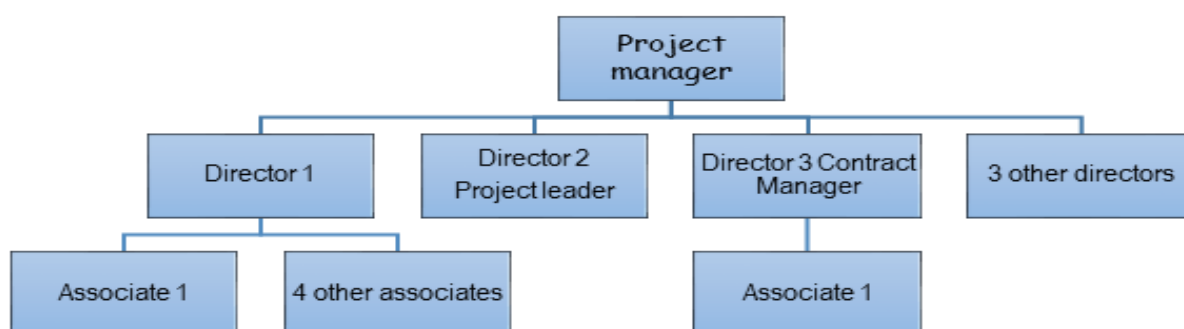 Project
manager
Director 1
Director 2
Project leader
Director 3 Contract
Manager
3 other directors
Associate 1
4 other associates
Associate 1